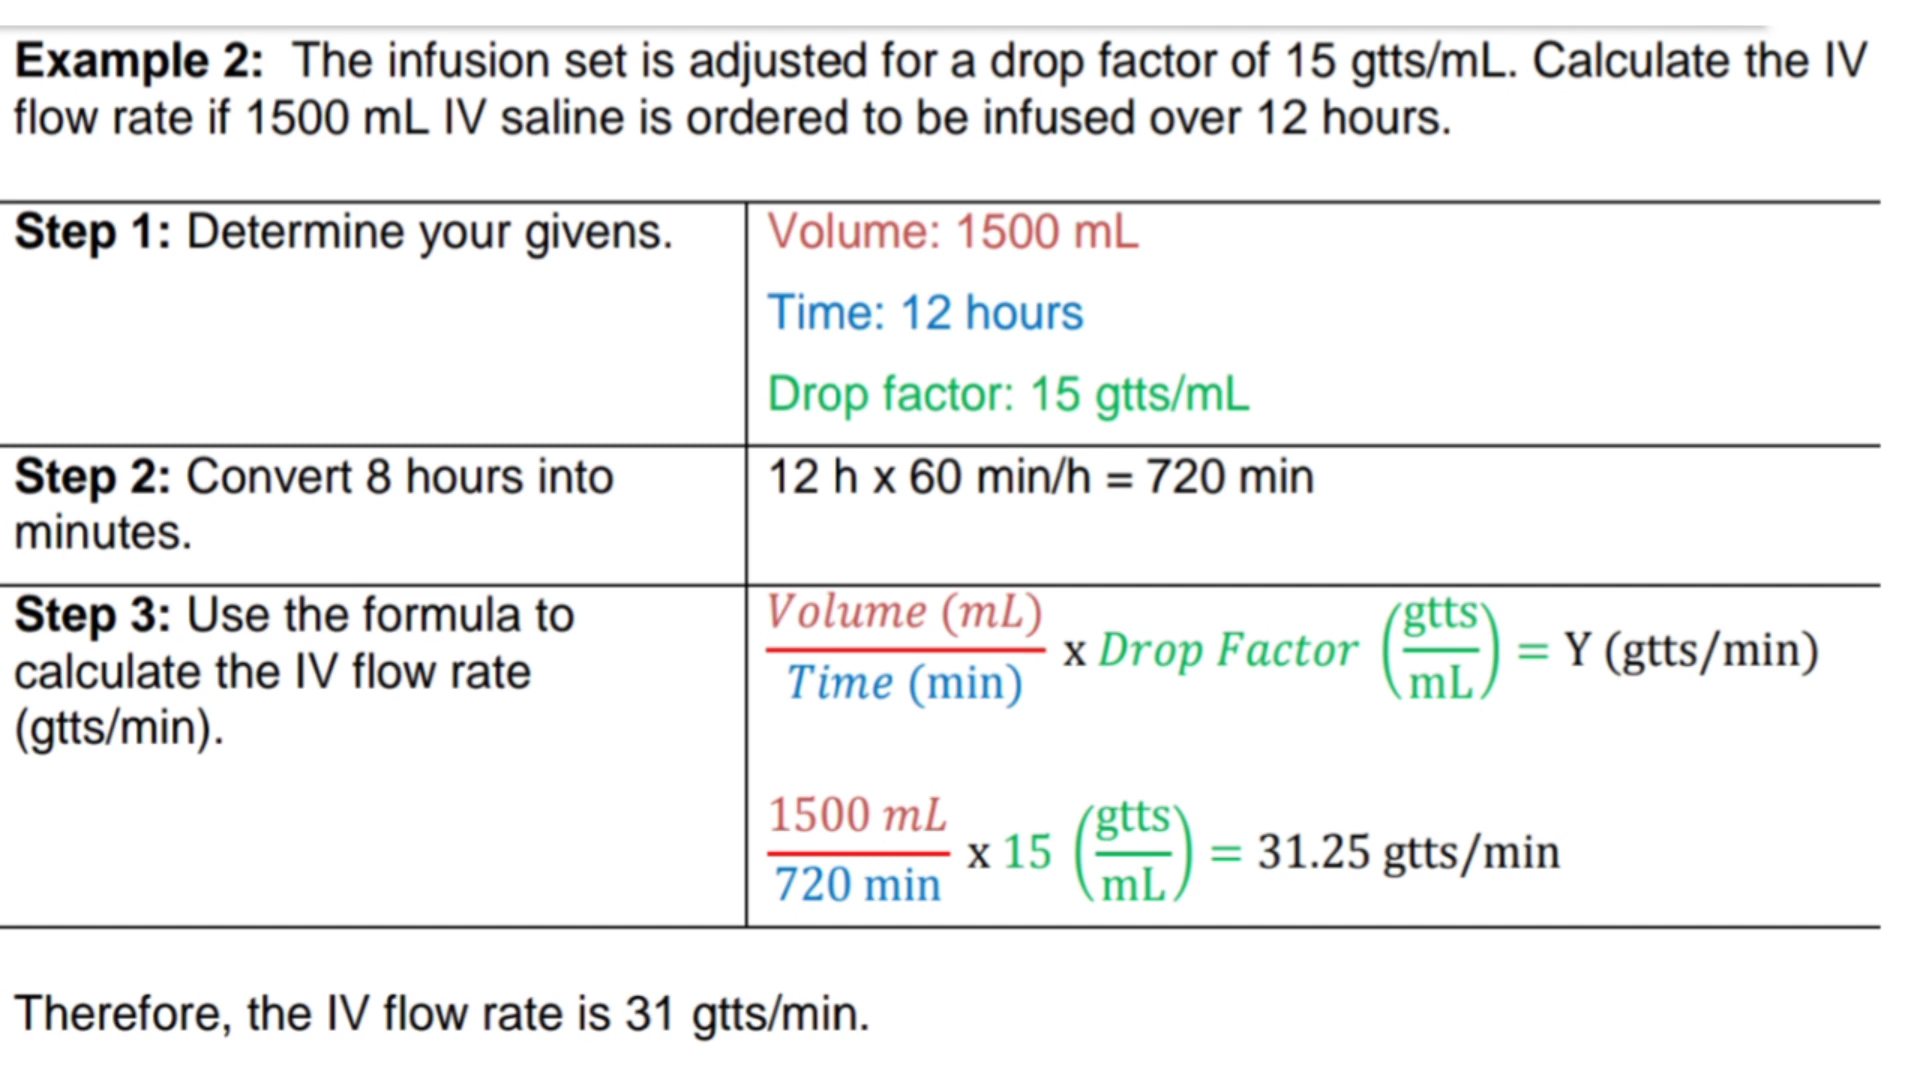 Example 2: The infusion set is adjusted for a drop factor of 15 gtts/mL. Calculate the IV
flow rate if 1500 mL IV saline is ordered to be infused over 12 hours.
Step 1: Determine your givens.
Volume: 1500 mL
Time: 12 hours
Drop factor: 15 gtts/mL
Step 2: Convert 8 hours into
minutes.
12 h x 60 min/h = 720 min
Step 3: Use the formula to
calculate the IV flow rate
(gtts/min).
Volume (mL) / Time (min) x Drop Factor (gtts/mL) = Y (gtts/min)
1500 mL / 720 min x 15 (gtts/mL) = 31.25 gtts/min
Therefore, the IV flow rate is 31 gtts/min.